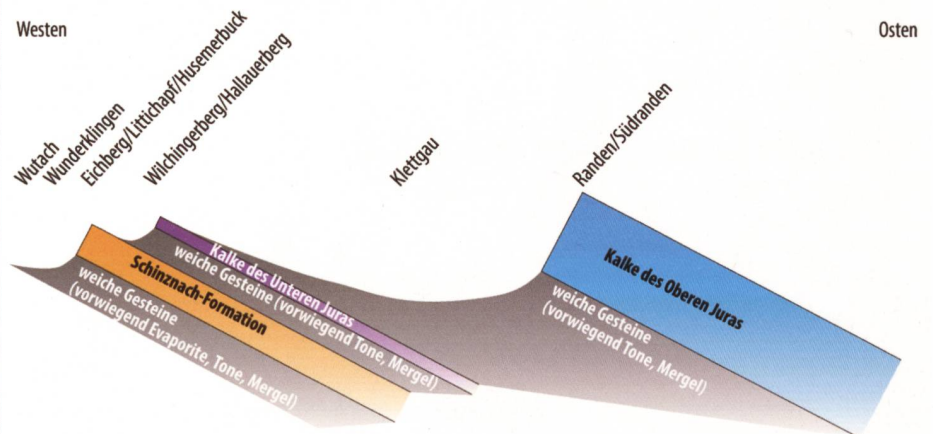 Westen
Osten
Wutach
Wunderklingen
Eichberg/Littichapf/Husemerbuck
Wilchingerberg/Hallauerberg
Klettgau
Randen/Südranden
Kalke des Unteren Juras
weiche Gesteine (vorwiegend Tone, Mergel)
Schinznach-Formation
weiche Gesteine
(vorwiegend Evaporite, Tone, Mergel)
Kalke des Oberen Juras
weiche Gesteine
(vorwiegend Tone, Mergel)